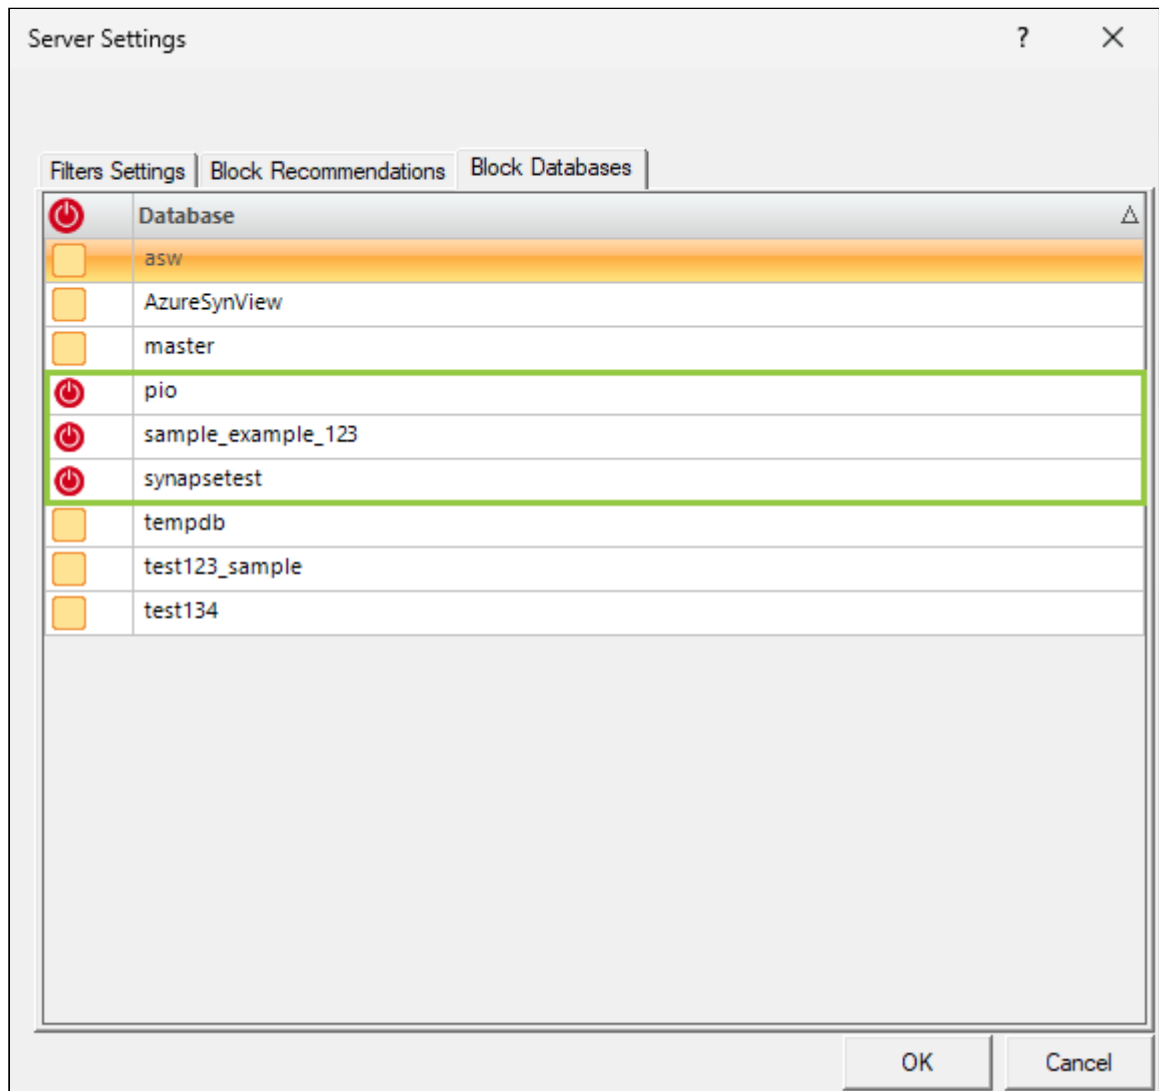 Server Settings ?
Filters Settings Block Recommendations Block Databases
Database
asw
AzureSynView
master
pio
sample_example_123
synapsetest
tempdb
test123_sample
test134
OK Cancel